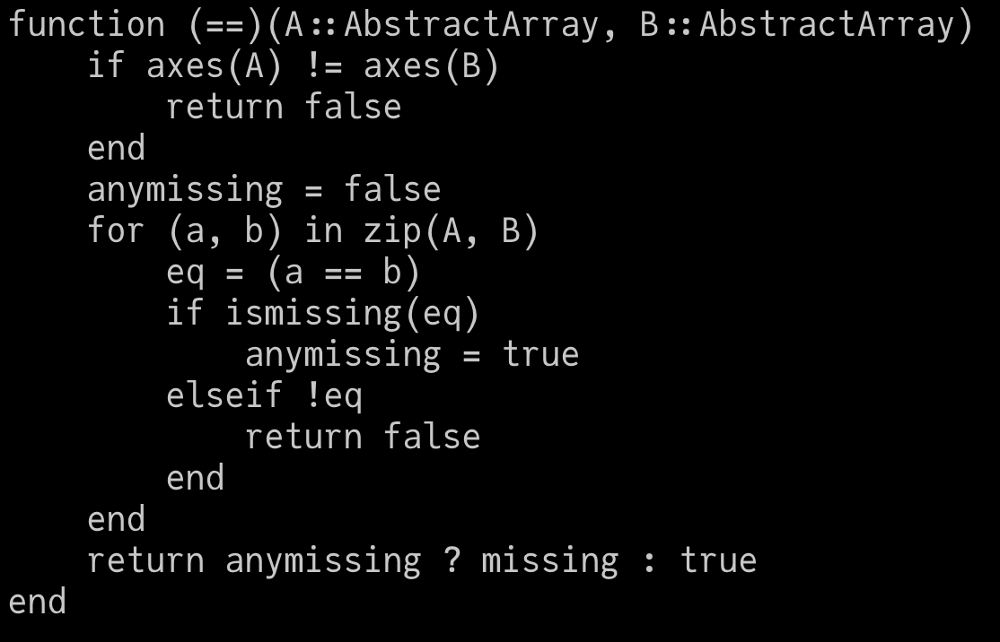 function (==)(A::AbstractArray, B::AbstractArray)
    if axes(A) != axes(B)
        return false
    end
    anymissing = false
    for (a, b) in zip(A, B)
        eq = (a == b)
        if ismissing(eq)
            anymissing = true
        elseif !eq
            return false
        end
    end
    return anymissing ? missing : true
end